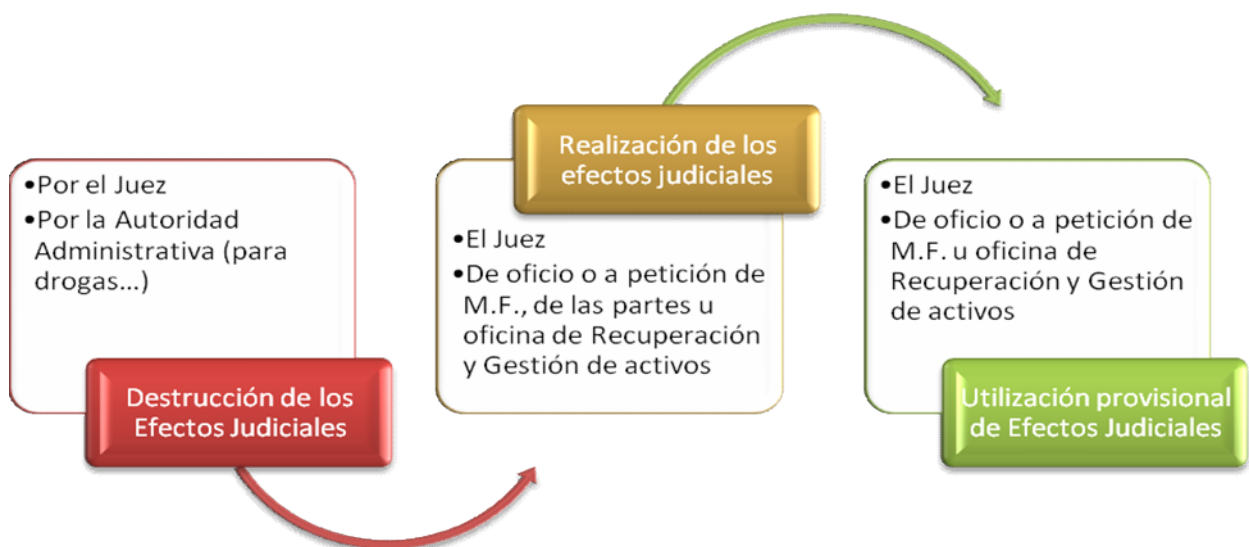 •Por el Juez
•Por la Autoridad
Administrativa (para
drogas...)
Destrucción de los
Efectos Judiciales
Realización de los
efectos judiciales
•El Juez
•De oficio o a petición de
M.F., de las partes u
oficina de Recuperación
y Gestión de activos
•El Juez
•De oficio o a petición de
M.F. u oficina de
Recuperación y Gestión
de activos
Utilización provisional
de Efectos Judiciales